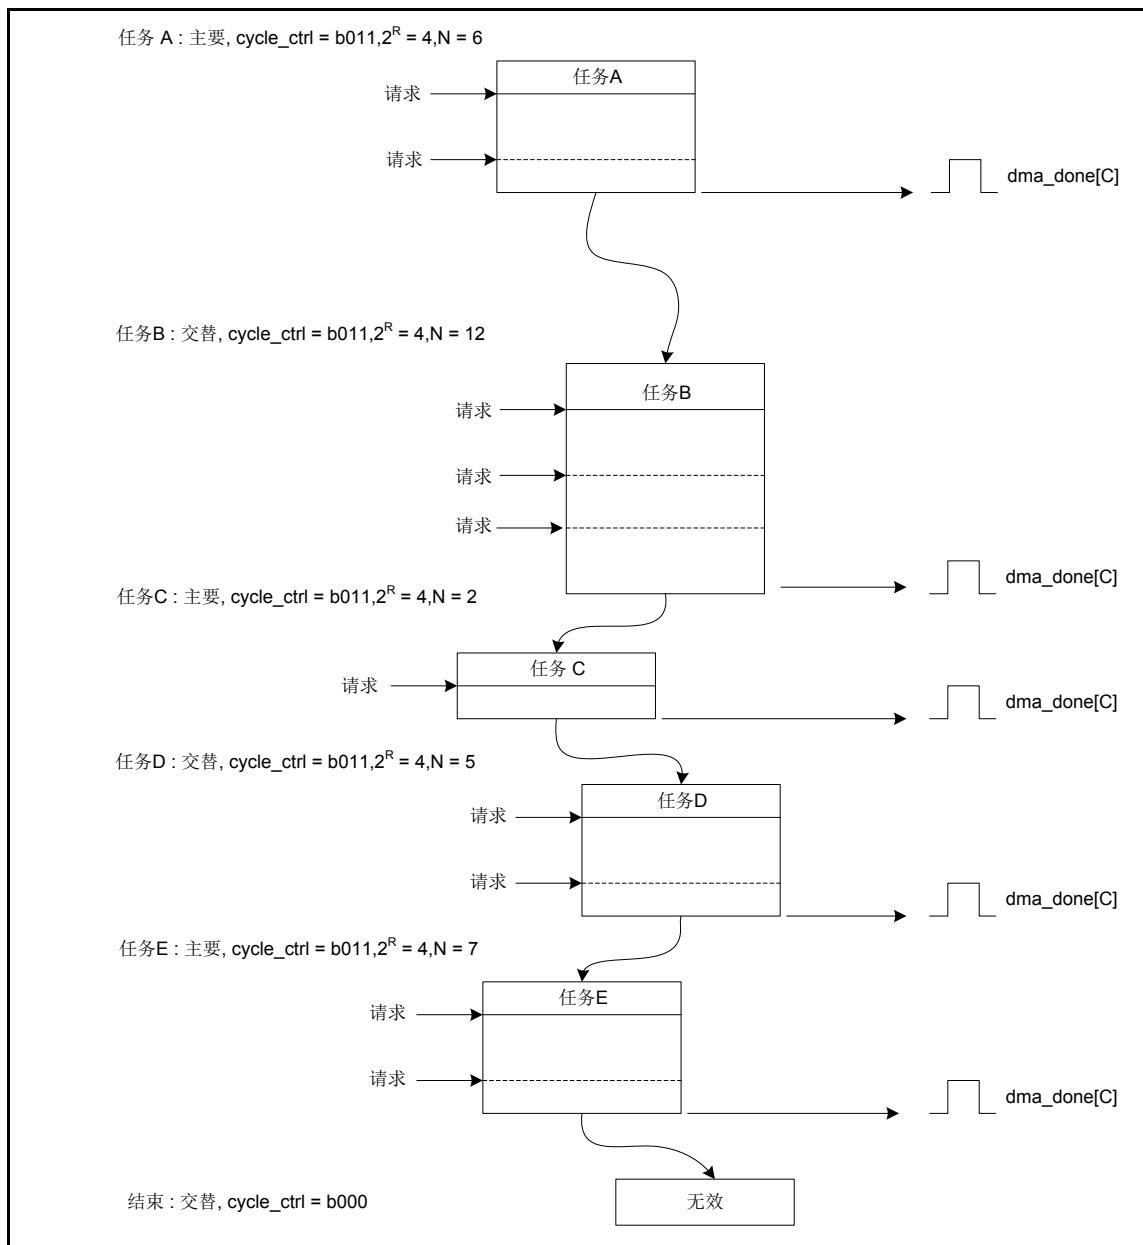 任务 A : 主要, cycle_ctrl = b011,2^R = 4,N = 6
任务A
请求
请求
dma_done[C]
任务B : 交替, cycle_ctrl = b011,2^R = 4,N = 12
任务B
请求
请求
请求
dma_done[C]
任务C : 主要, cycle_ctrl = b011,2^R = 4,N = 2
任务 C
请求
dma_done[C]
任务D : 交替, cycle_ctrl = b011,2^R = 4,N = 5
任务D
请求
请求
dma_done[C]
任务E : 主要, cycle_ctrl = b011,2^R = 4,N = 7
任务E
请求
请求
dma_done[C]
结束 : 交替, cycle_ctrl = b000
无效